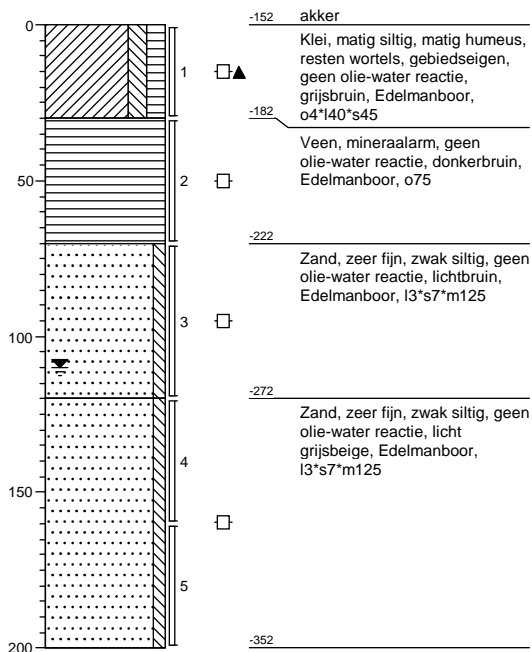 0
50
100
150
200
1
2
3
4
5
-152 akker
Klei, matig siltig, matig humeus,
resten wortels, gebiedseigen,
geen olie-water reactie,
grijsbruin, Edelmanboor,
o4*l40*s45
-182
Veen, mineraalarm, geen
olie-water reactie, donkerbruin,
Edelmanboor, o75
-222
Zand, zeer fijn, zwak siltig, geen
olie-water reactie, lichtbruin,
Edelmanboor, l3*s7*m125
-272
Zand, zeer fijn, zwak siltig, geen
olie-water reactie, licht
grijsbeige, Edelmanboor,
l3*s7*m125
-352